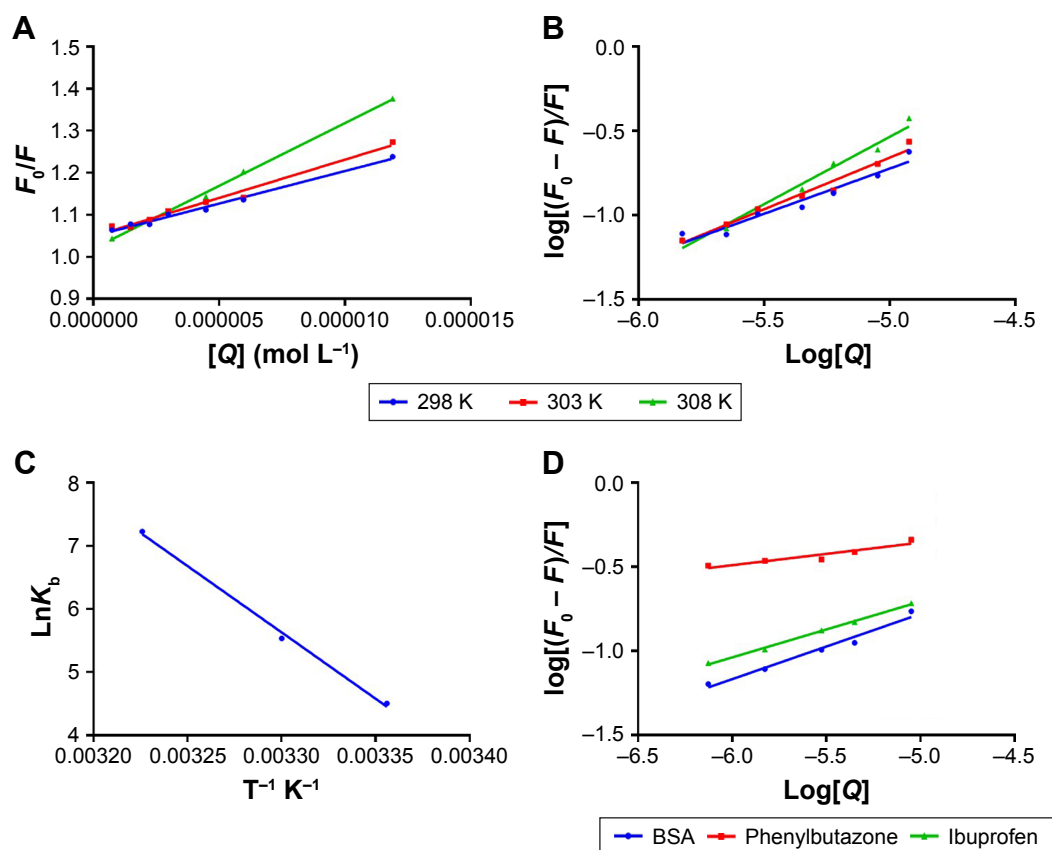 A
F₀/F
1.5
1.4
1.3
1.2
1.1
1.0
0.9
0.000000
0.000005
0.000010
0.000015
[Q] (mol L⁻¹)
B
log[(F₀ – F)/F]
0.0
–0.5
–1.0
–1.5
–6.0
–5.5
–5.0
–4.5
Log[Q]
298 K
303 K
308 K
C
LnK_b
8
7
6
5
4
0.00320
0.00325
0.00330
0.00335
0.00340
T⁻¹ K⁻¹
D
log[(F₀ – F)/F]
0.0
–0.5
–1.0
–1.5
–6.5
–6.0
–5.5
–5.0
–4.5
Log[Q]
BSA
Phenylbutazone
Ibuprofen